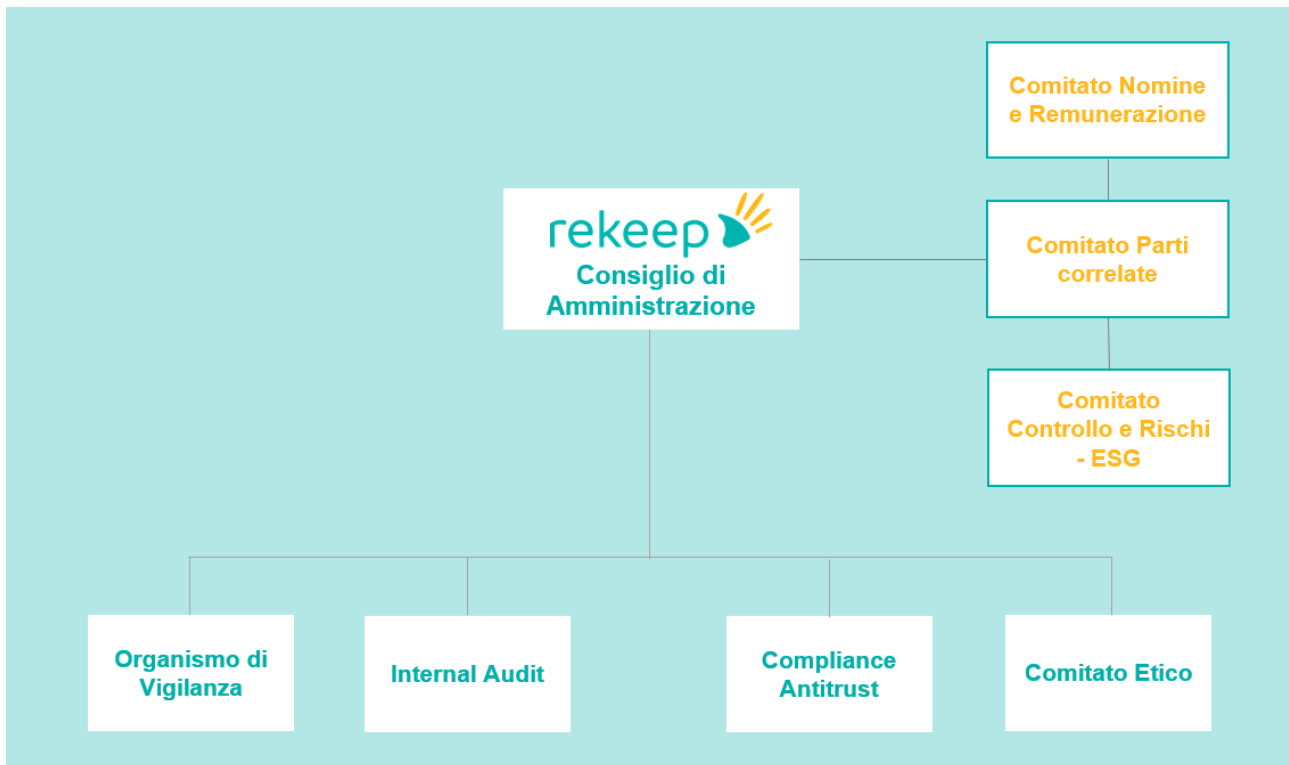 Comitato Nomine
e Remunerazione
rekeep
Consiglio di
Amministrazione
Comitato Parti
correlate
Comitato
Controllo e Rischi
- ESG
Organismo di
Vigilanza
Internal Audit
Compliance
Antitrust
Comitato Etico